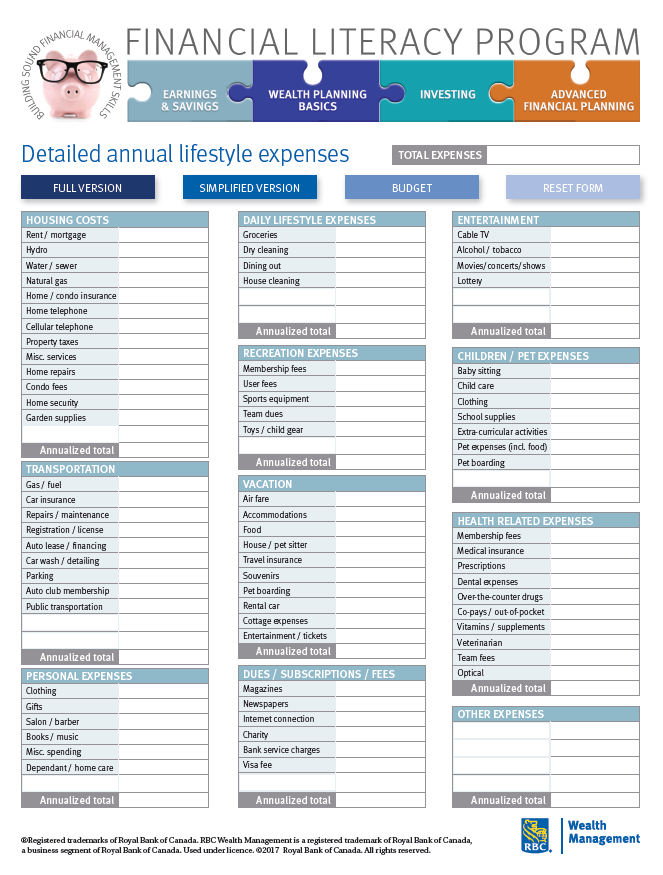 BUILDING SOUND FINANCIAL MANAGEMENT SKILLS
FINANCIAL LITERACY PROGRAM
EARNINGS
& SAVINGS
WEALTH PLANNING
BASICS
INVESTING
ADVANCED
FINANCIAL PLANNING
Detailed annual lifestyle expenses
TOTAL EXPENSES
FULL VERSION
SIMPLIFIED VERSION
BUDGET
RESET FORM
HOUSING COSTS
Rent / mortgage
Hydro
Water / sewer
Natural gas
Home / condo insurance
Home telephone
Cellular telephone
Property taxes
Misc. services
Home repairs
Condo fees
Home security
Garden supplies
Annualized total
TRANSPORTATION
Gas / fuel
Car insurance
Repairs / maintenance
Registration / license
Auto lease / financing
Car wash / detailing
Parking
Auto club membership
Public transportation
Annualized total
PERSONAL EXPENSES
Clothing
Gifts
Salon / barber
Books / music
Misc. spending
Dependant / home care
Annualized total
DAILY LIFESTYLE EXPENSES
Groceries
Dry cleaning
Dining out
House cleaning
Annualized total
RECREATION EXPENSES
Membership fees
User fees
Sports equipment
Team dues
Toys / child gear
Annualized total
VACATION
Air fare
Accommodations
Food
House / pet sitter
Travel insurance
Souvenirs
Pet boarding
Rental car
Cottage expenses
Entertainment / tickets
Annualized total
DUES / SUBSCRIPTIONS / FEES
Magazines
Newspapers
Internet connection
Charity
Bank service charges
Visa fee
Annualized total
ENTERTAINMENT
Cable TV
Alcohol / tobacco
Movies/concerts/shows
Lottery
Annualized total
CHILDREN / PET EXPENSES
Baby sitting
Child care
Clothing
School supplies
Extra-curricular activities
Pet expenses (incl. food)
Pet boarding
Annualized total
HEALTH RELATED EXPENSES
Membership fees
Medical insurance
Prescriptions
Dental expenses
Over-the-counter drugs
Co-pays / out-of-pocket
Vitamins / supplements
Veterinarian
Team fees
Optical
Annualized total
OTHER EXPENSES
Annualized total
®Registered trademarks of Royal Bank of Canada. RBC Wealth Management is a registered trademark of Royal Bank of Canada,
a business segment of Royal Bank of Canada. Used under licence. ©2017 Royal Bank of Canada. All rights reserved.
RBC
Wealth
Management